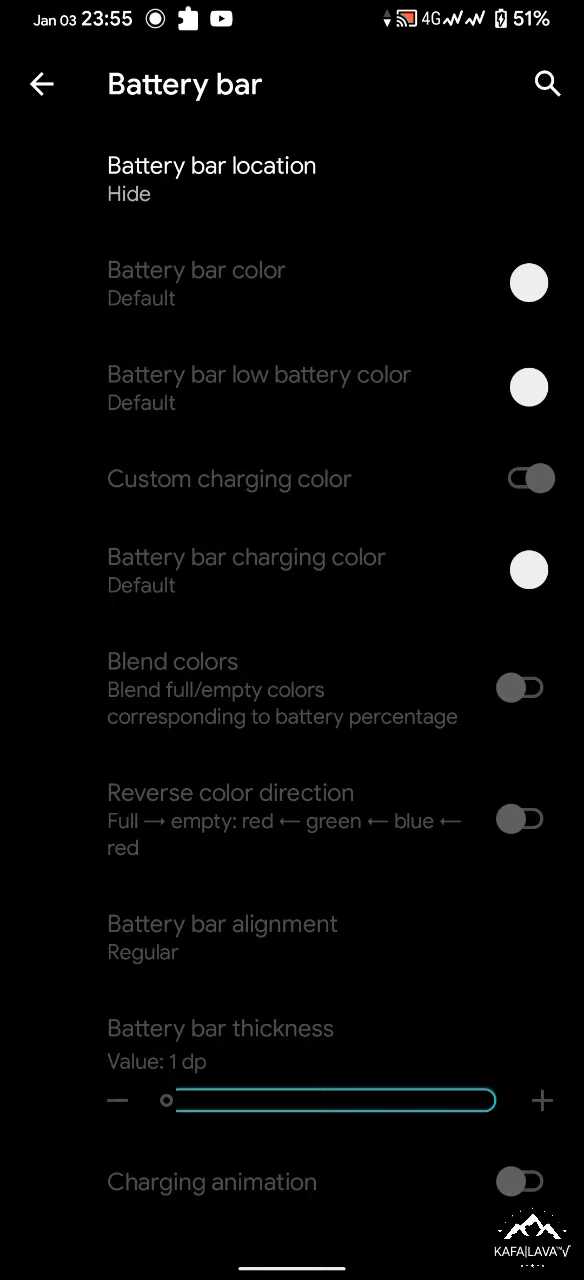 Jan 03 23:55 4G 51%
Battery bar
Battery bar location
Hide
Battery bar color
Default
Battery bar low battery color
Default
Custom charging color
Battery bar charging color
Default
Blend colors
Blend full/empty colors
corresponding to battery percentage
Reverse color direction
Full → empty: red ← green ← blue ←
red
Battery bar alignment
Regular
Battery bar thickness
Value: 1 dp
Charging animation
KAFA|LAVA™√